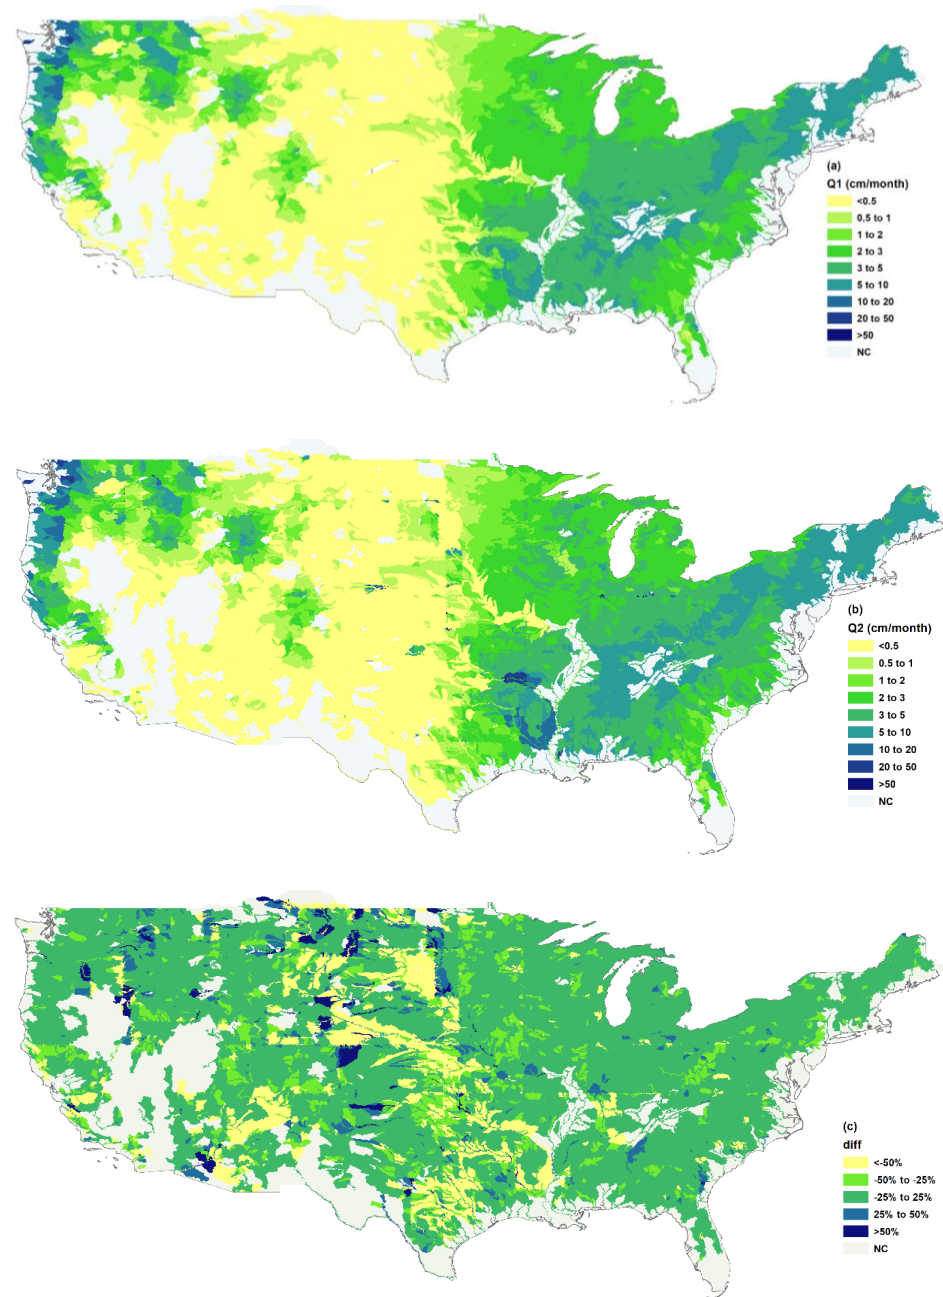 (a)
Q1 (cm/month)
<0.5
0.5 to 1
1 to 2
2 to 3
3 to 5
5 to 10
10 to 20
20 to 50
>50
NC
(b)
Q2 (cm/month)
<0.5
0.5 to 1
1 to 2
2 to 3
3 to 5
5 to 10
10 to 20
20 to 50
>50
NC
(c)
diff
<-50%
-50% to -25%
-25% to 25%
25% to 50%
>50%
NC